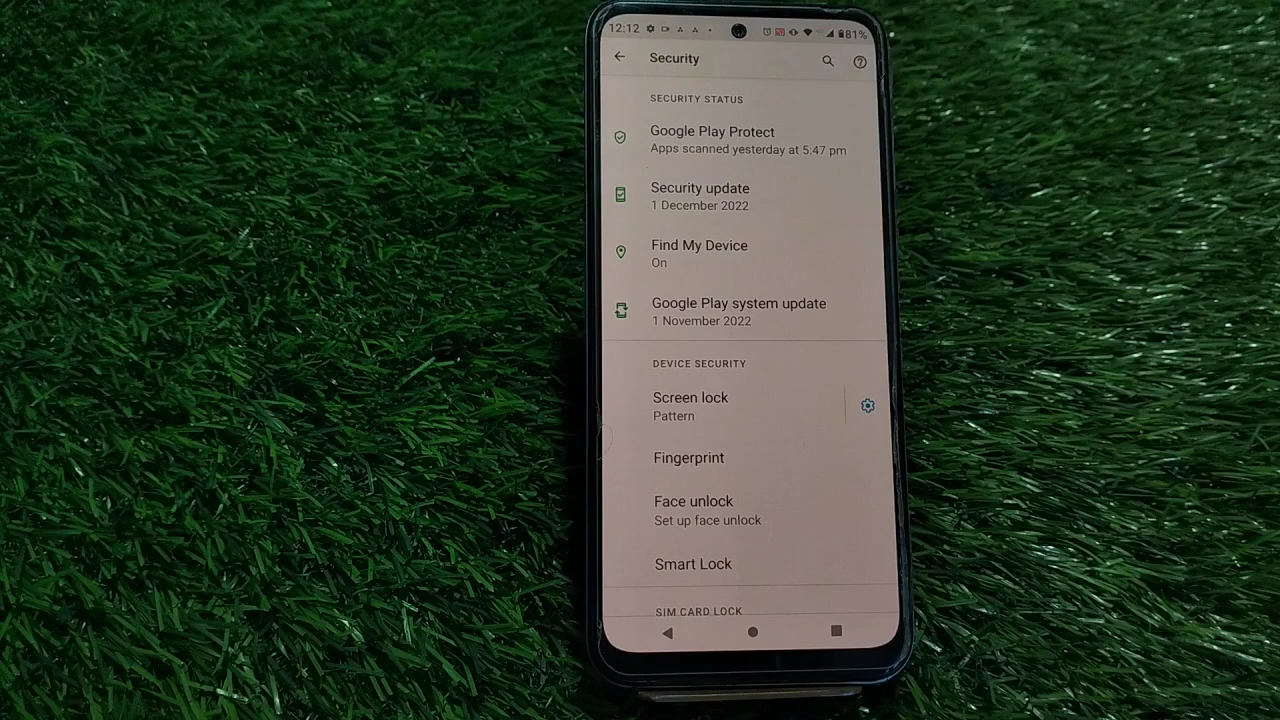 12:12 81%
Security
SECURITY STATUS
Google Play Protect
Apps scanned yesterday at 5:47 pm
Security update
1 December 2022
Find My Device
On
Google Play system update
1 November 2022
DEVICE SECURITY
Screen lock
Pattern
Fingerprint
Face unlock
Set up face unlock
Smart Lock
SIM CARD LOCK